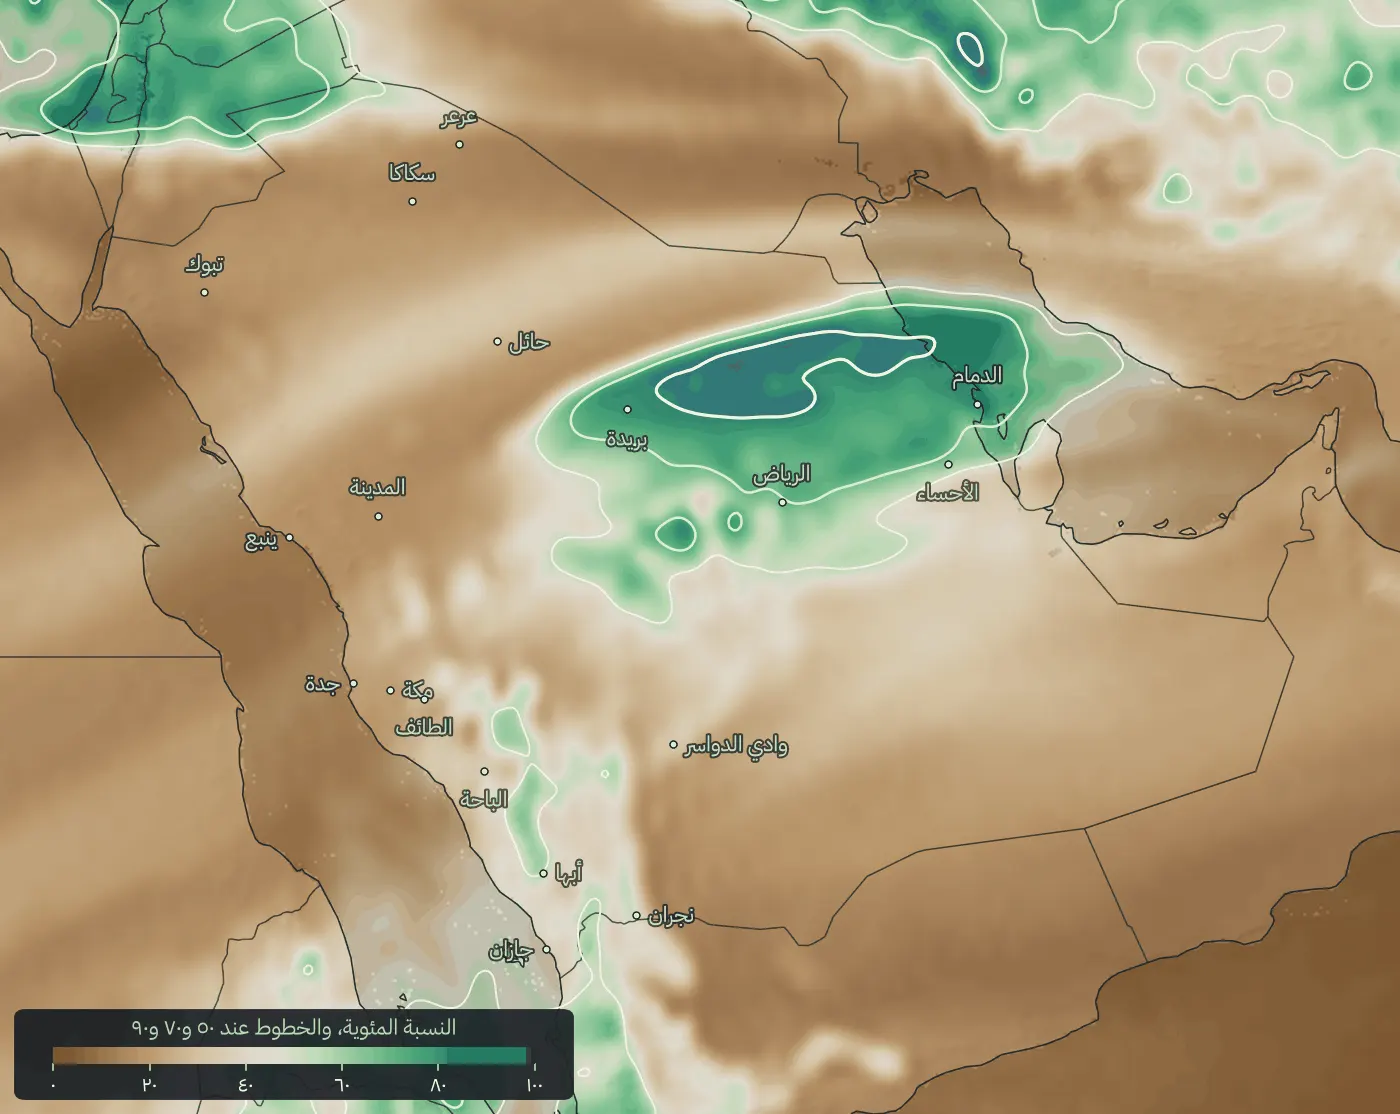 عرعر
سكاكا
تبوك
حائل
الدمام
بريدة
الرياض
المدينة
الأحساء
ينبع
جدة
مكة
الطائف
وادي الدواسر
الباحة
أبها
نجران
جازان
النسبة المئوية، والخطوط عند ٥٠ و٧٠ و٩٠
٠ ٢٠ ٤٠ ٦٠ ٨٠ ١٠٠